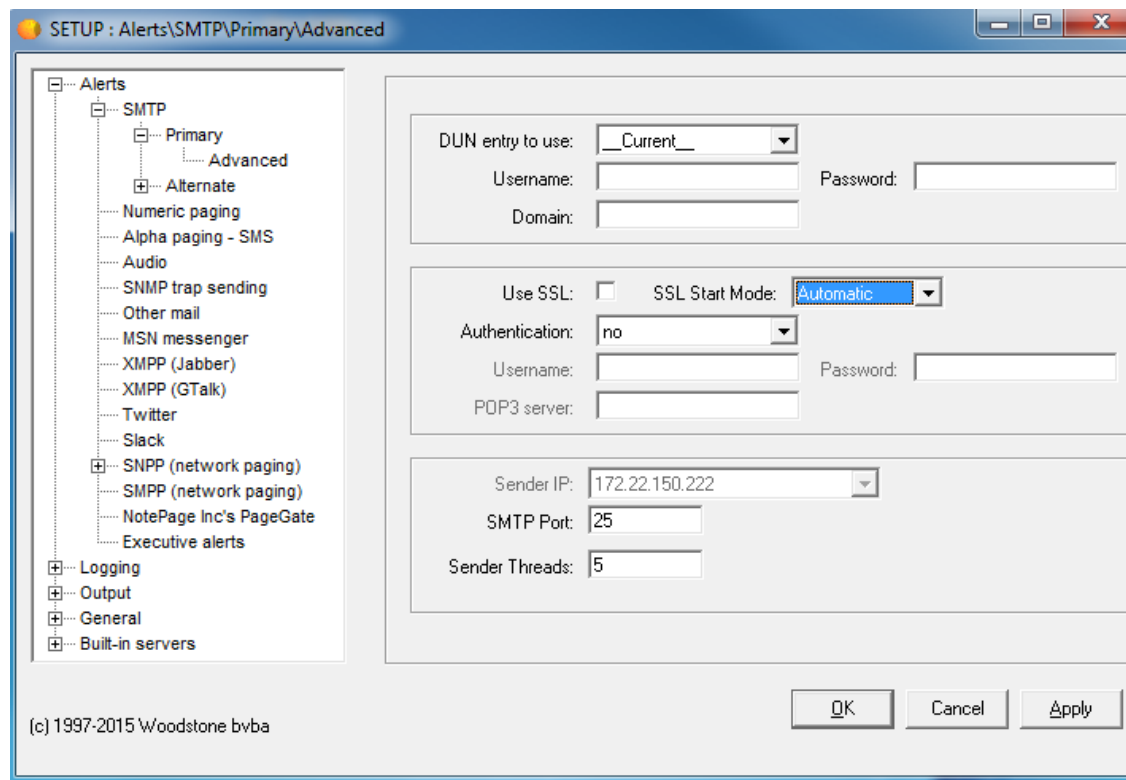 SETUP : Alerts\SMTP\Primary\Advanced
Alerts
SMTP
Primary
Advanced
Alternate
Numeric paging
Alpha paging - SMS
Audio
SNMP trap sending
Other mail
MSN messenger
XMPP (Jabber)
XMPP (GTalk)
Twitter
Slack
SNPP (network paging)
SMPP (network paging)
NotePage Inc's PageGate
Executive alerts
Logging
Output
General
Built-in servers
DUN entry to use: __Current__
Username: Password:
Domain:
Use SSL: SSL Start Mode: Automatic
Authentication: no
Username: Password:
POP3 server:
Sender IP: 172.22.150.222
SMTP Port: 25
Sender Threads: 5
(c) 1997-2015 Woodstone bvba
OK Cancel Apply